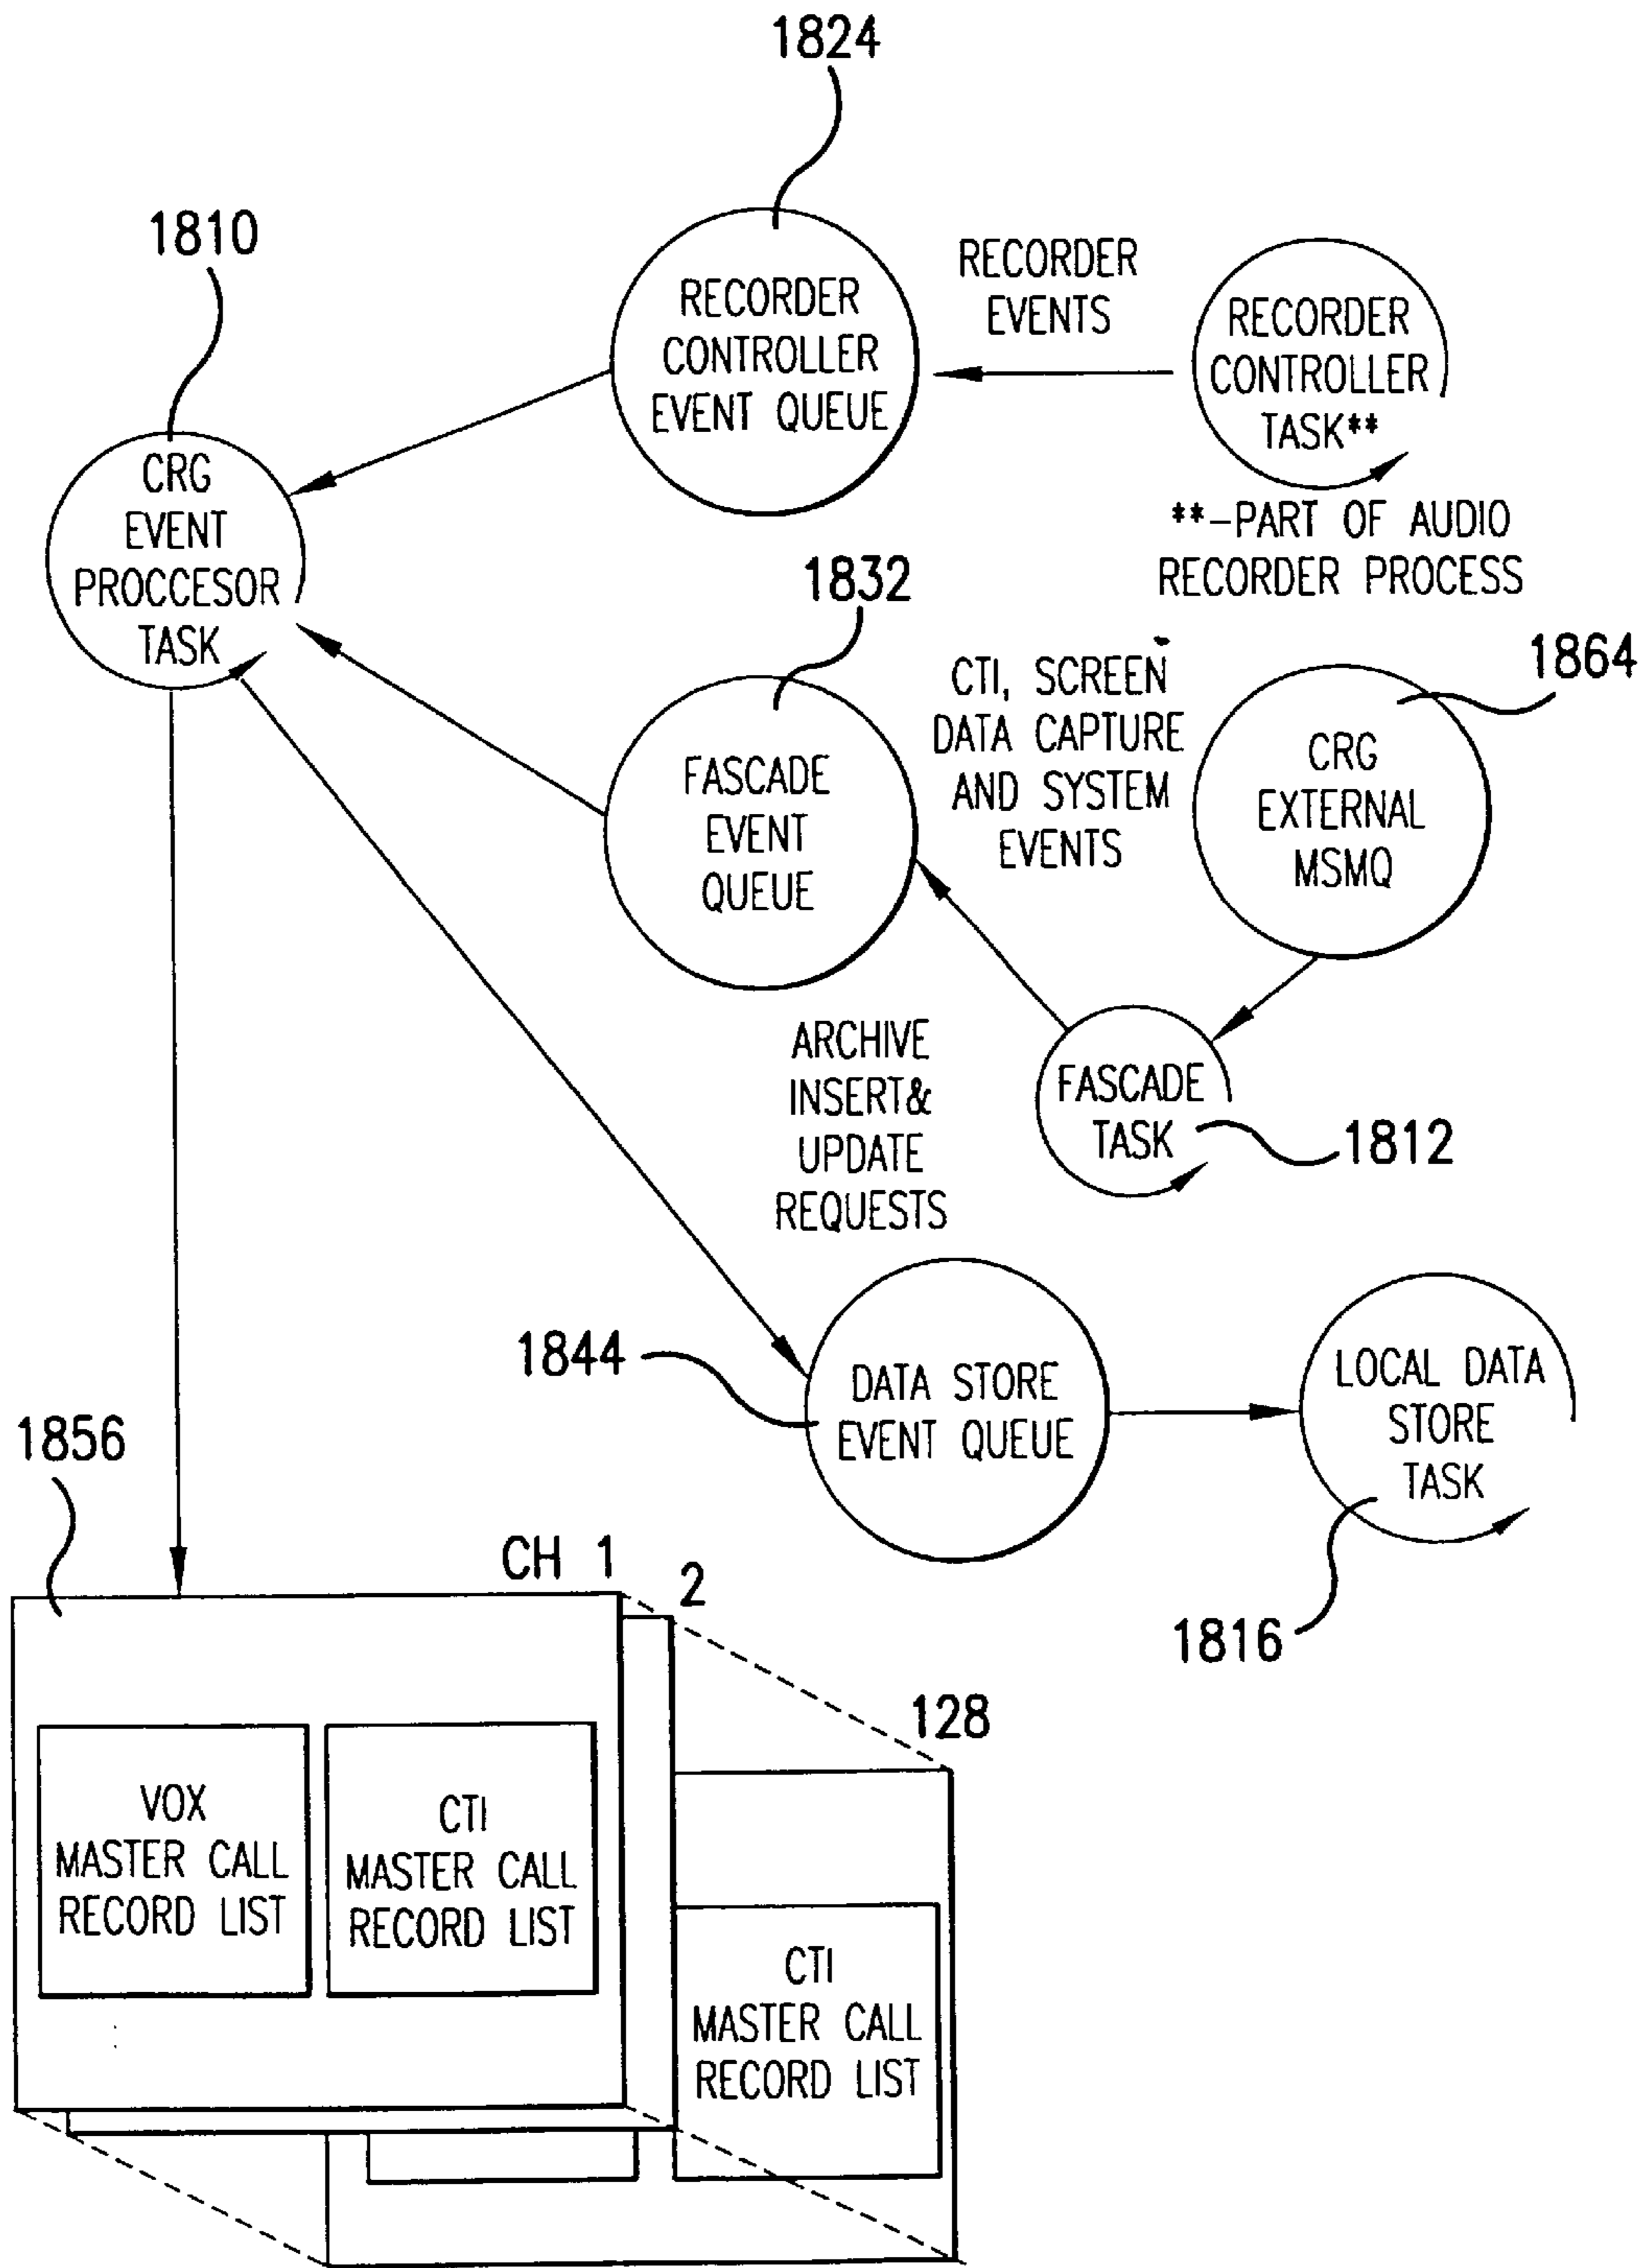 1824
1810
RECORDER
CONTROLLER
EVENT QUEUE
RECORDER
EVENTS
RECORDER
CONTROLLER
TASK**
**-PART OF AUDIO
RECORDER PROCESS
CRG
EVENT
PROCCESOR
TASK
1832
FASCADE
EVENT
QUEUE
CTI, SCREEN
DATA CAPTURE
AND SYSTEM
EVENTS
1864
CRG
EXTERNAL
MSMQ
FASCADE
TASK
1812
ARCHIVE
INSERT&
UPDATE
REQUESTS
1844
DATA STORE
EVENT QUEUE
LOCAL DATA
STORE
TASK
1816
1856
CH 1
2
128
VOX
MASTER CALL
RECORD LIST
CTI
MASTER CALL
RECORD LIST
CTI
MASTER CALL
RECORD LIST